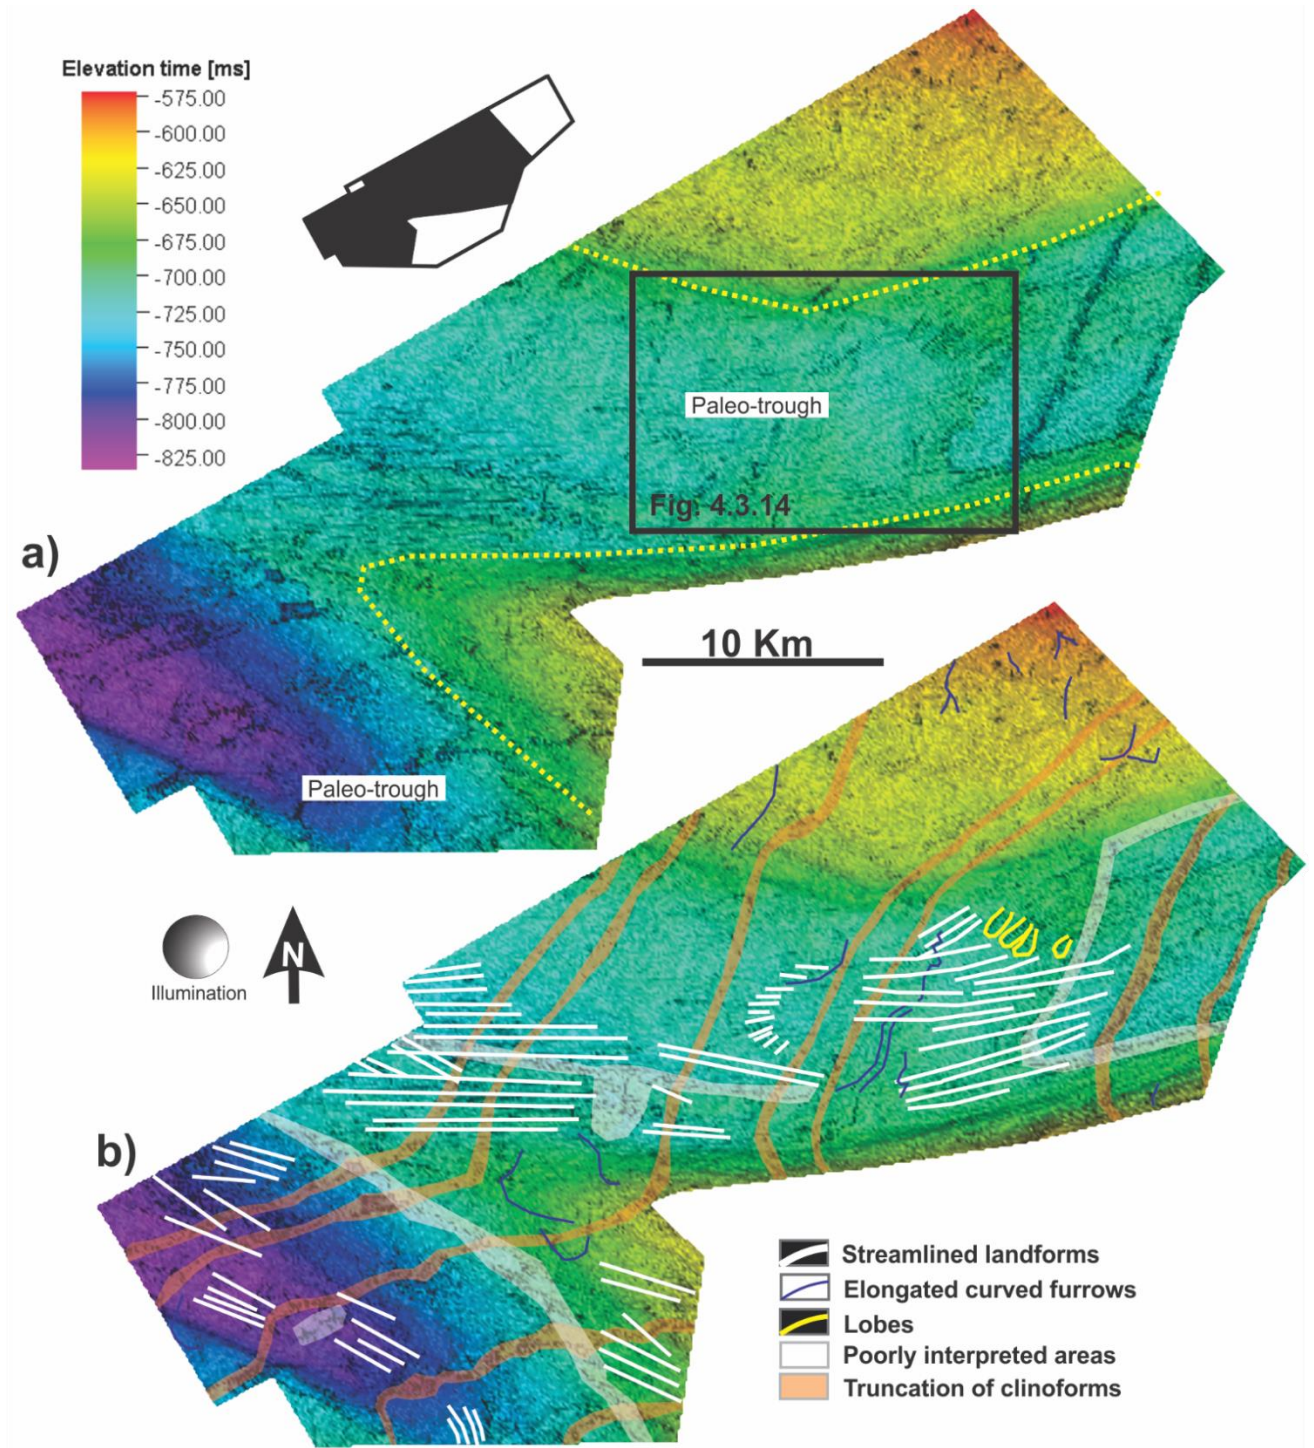 Elevation time [ms]
-575.00
-600.00
-625.00
-650.00
-675.00
-700.00
-725.00
-750.00
-775.00
-800.00
-825.00
Paleo-trough
Fig. 4.3.14
a)
10 Km
Paleo-trough
N
Illumination
b)
Streamlined landforms
Elongated curved furrows
Lobes
Poorly interpreted areas
Truncation of clinoforms